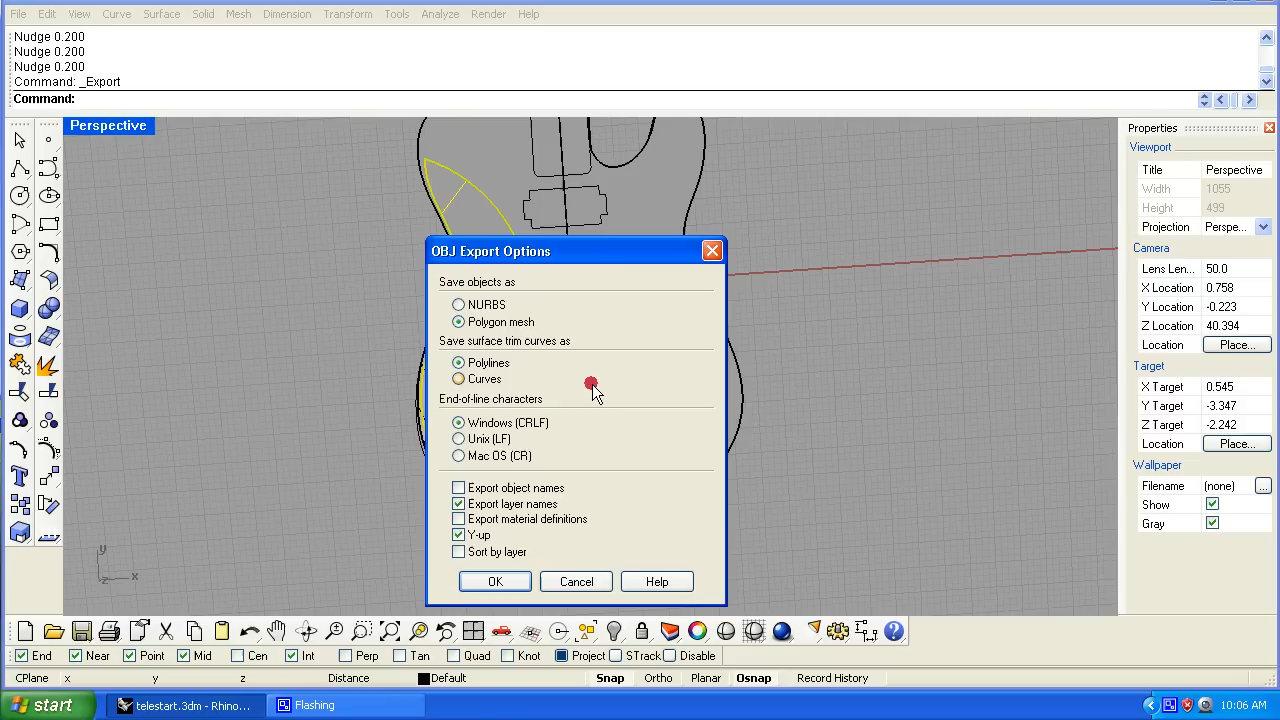 File Edit View Curve Surface Solid Mesh Dimension Transform Tools Analyze Render Help
Nudge 0.200
Nudge 0.200
Nudge 0.200
Command: _Export
Command:
Perspective
OBJ Export Options
Save objects as
NURBS
Polygon mesh
Save surface trim curves as
Polylines
Curves
End-of-line characters
Windows (CRLF)
Unix (LF)
Mac OS (CR)
Export object names
Export layer names
Export material definitions
Y-up
Sort by layer
OK Cancel Help
y
z x
Properties
Viewport
Title Perspective
Width 1055
Height 499
Projection Perspe...
Camera
Lens Len... 50.0
X Location 0.758
Y Location -0.223
Z Location 40.394
Location Place...
Target
X Target 0.545
Y Target -3.347
Z Target -2.242
Location Place...
Wallpaper
Filename (none) ...
Show
Gray
End Near Point Mid Cen Int Perp Tan Quad Knot Project STrack Disable
CPlane x y z Distance Default Snap Ortho Planar Osnap Record History
start telestart.3dm - Rhino... Flashing 10:06 AM